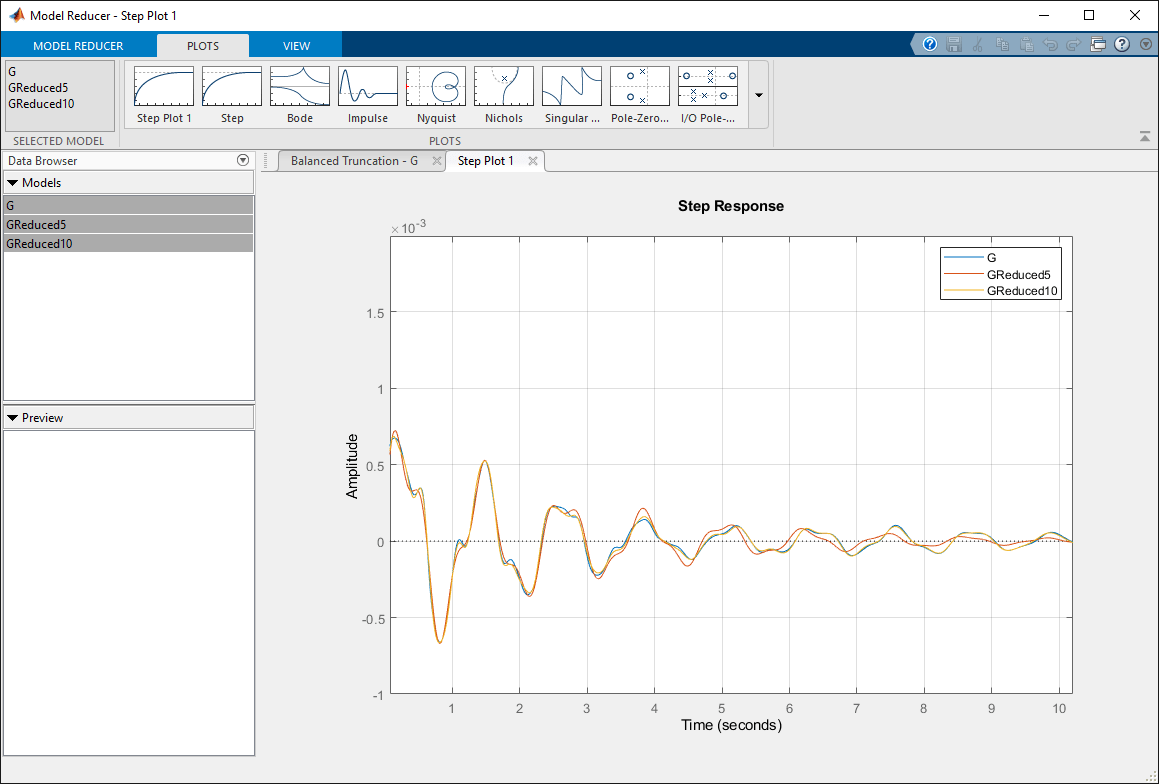 Model Reducer - Step Plot 1
MODEL REDUCER
PLOTS
VIEW
G
GReduced5
GReduced10
SELECTED MODEL
Step Plot 1
Step
Bode
Impulse
Nyquist
Nichols
Singular ...
Pole-Zero...
I/O Pole-...
PLOTS
Data Browser
Models
G
GReduced5
GReduced10
Preview
Balanced Truncation - G
Step Plot 1
Step Response
×10⁻³
G
GReduced5
GReduced10
1.5
1
0.5
0
-0.5
-1
Amplitude
1 2 3 4 5 6 7 8 9 10
Time (seconds)